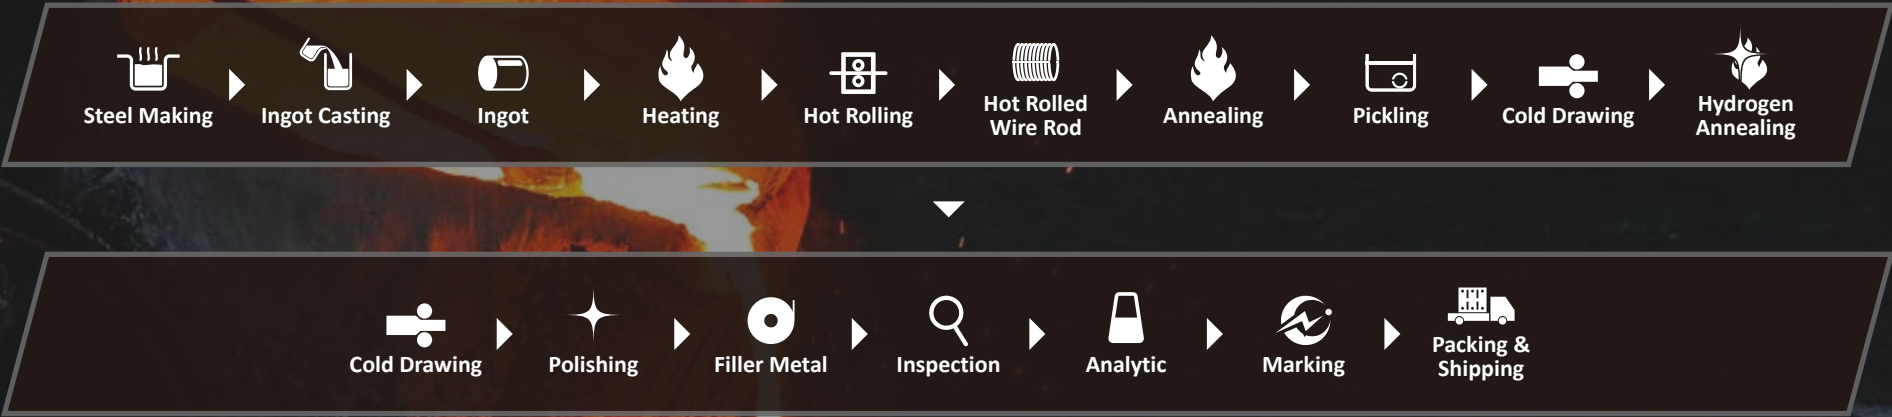 Steel Making
Ingot Casting
Ingot
Heating
Hot Rolling
Hot Rolled
Wire Rod
Annealing
Pickling
Cold Drawing
Hydrogen
Annealing
Cold Drawing
Polishing
Filler Metal
Inspection
Analytic
Marking
Packing &
Shipping